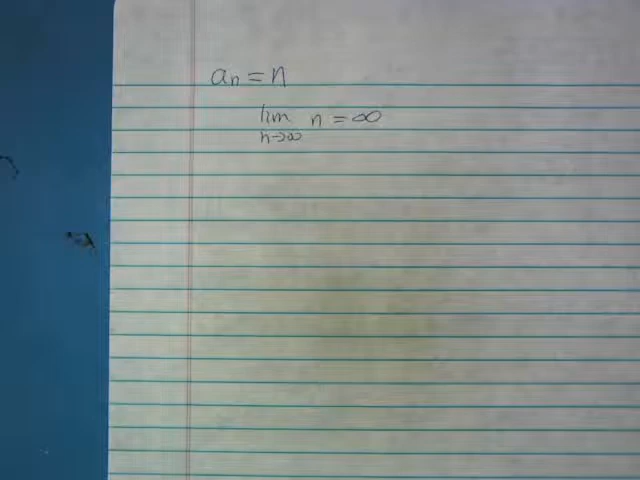 aₙ = n
lim n = ∞
n→∞